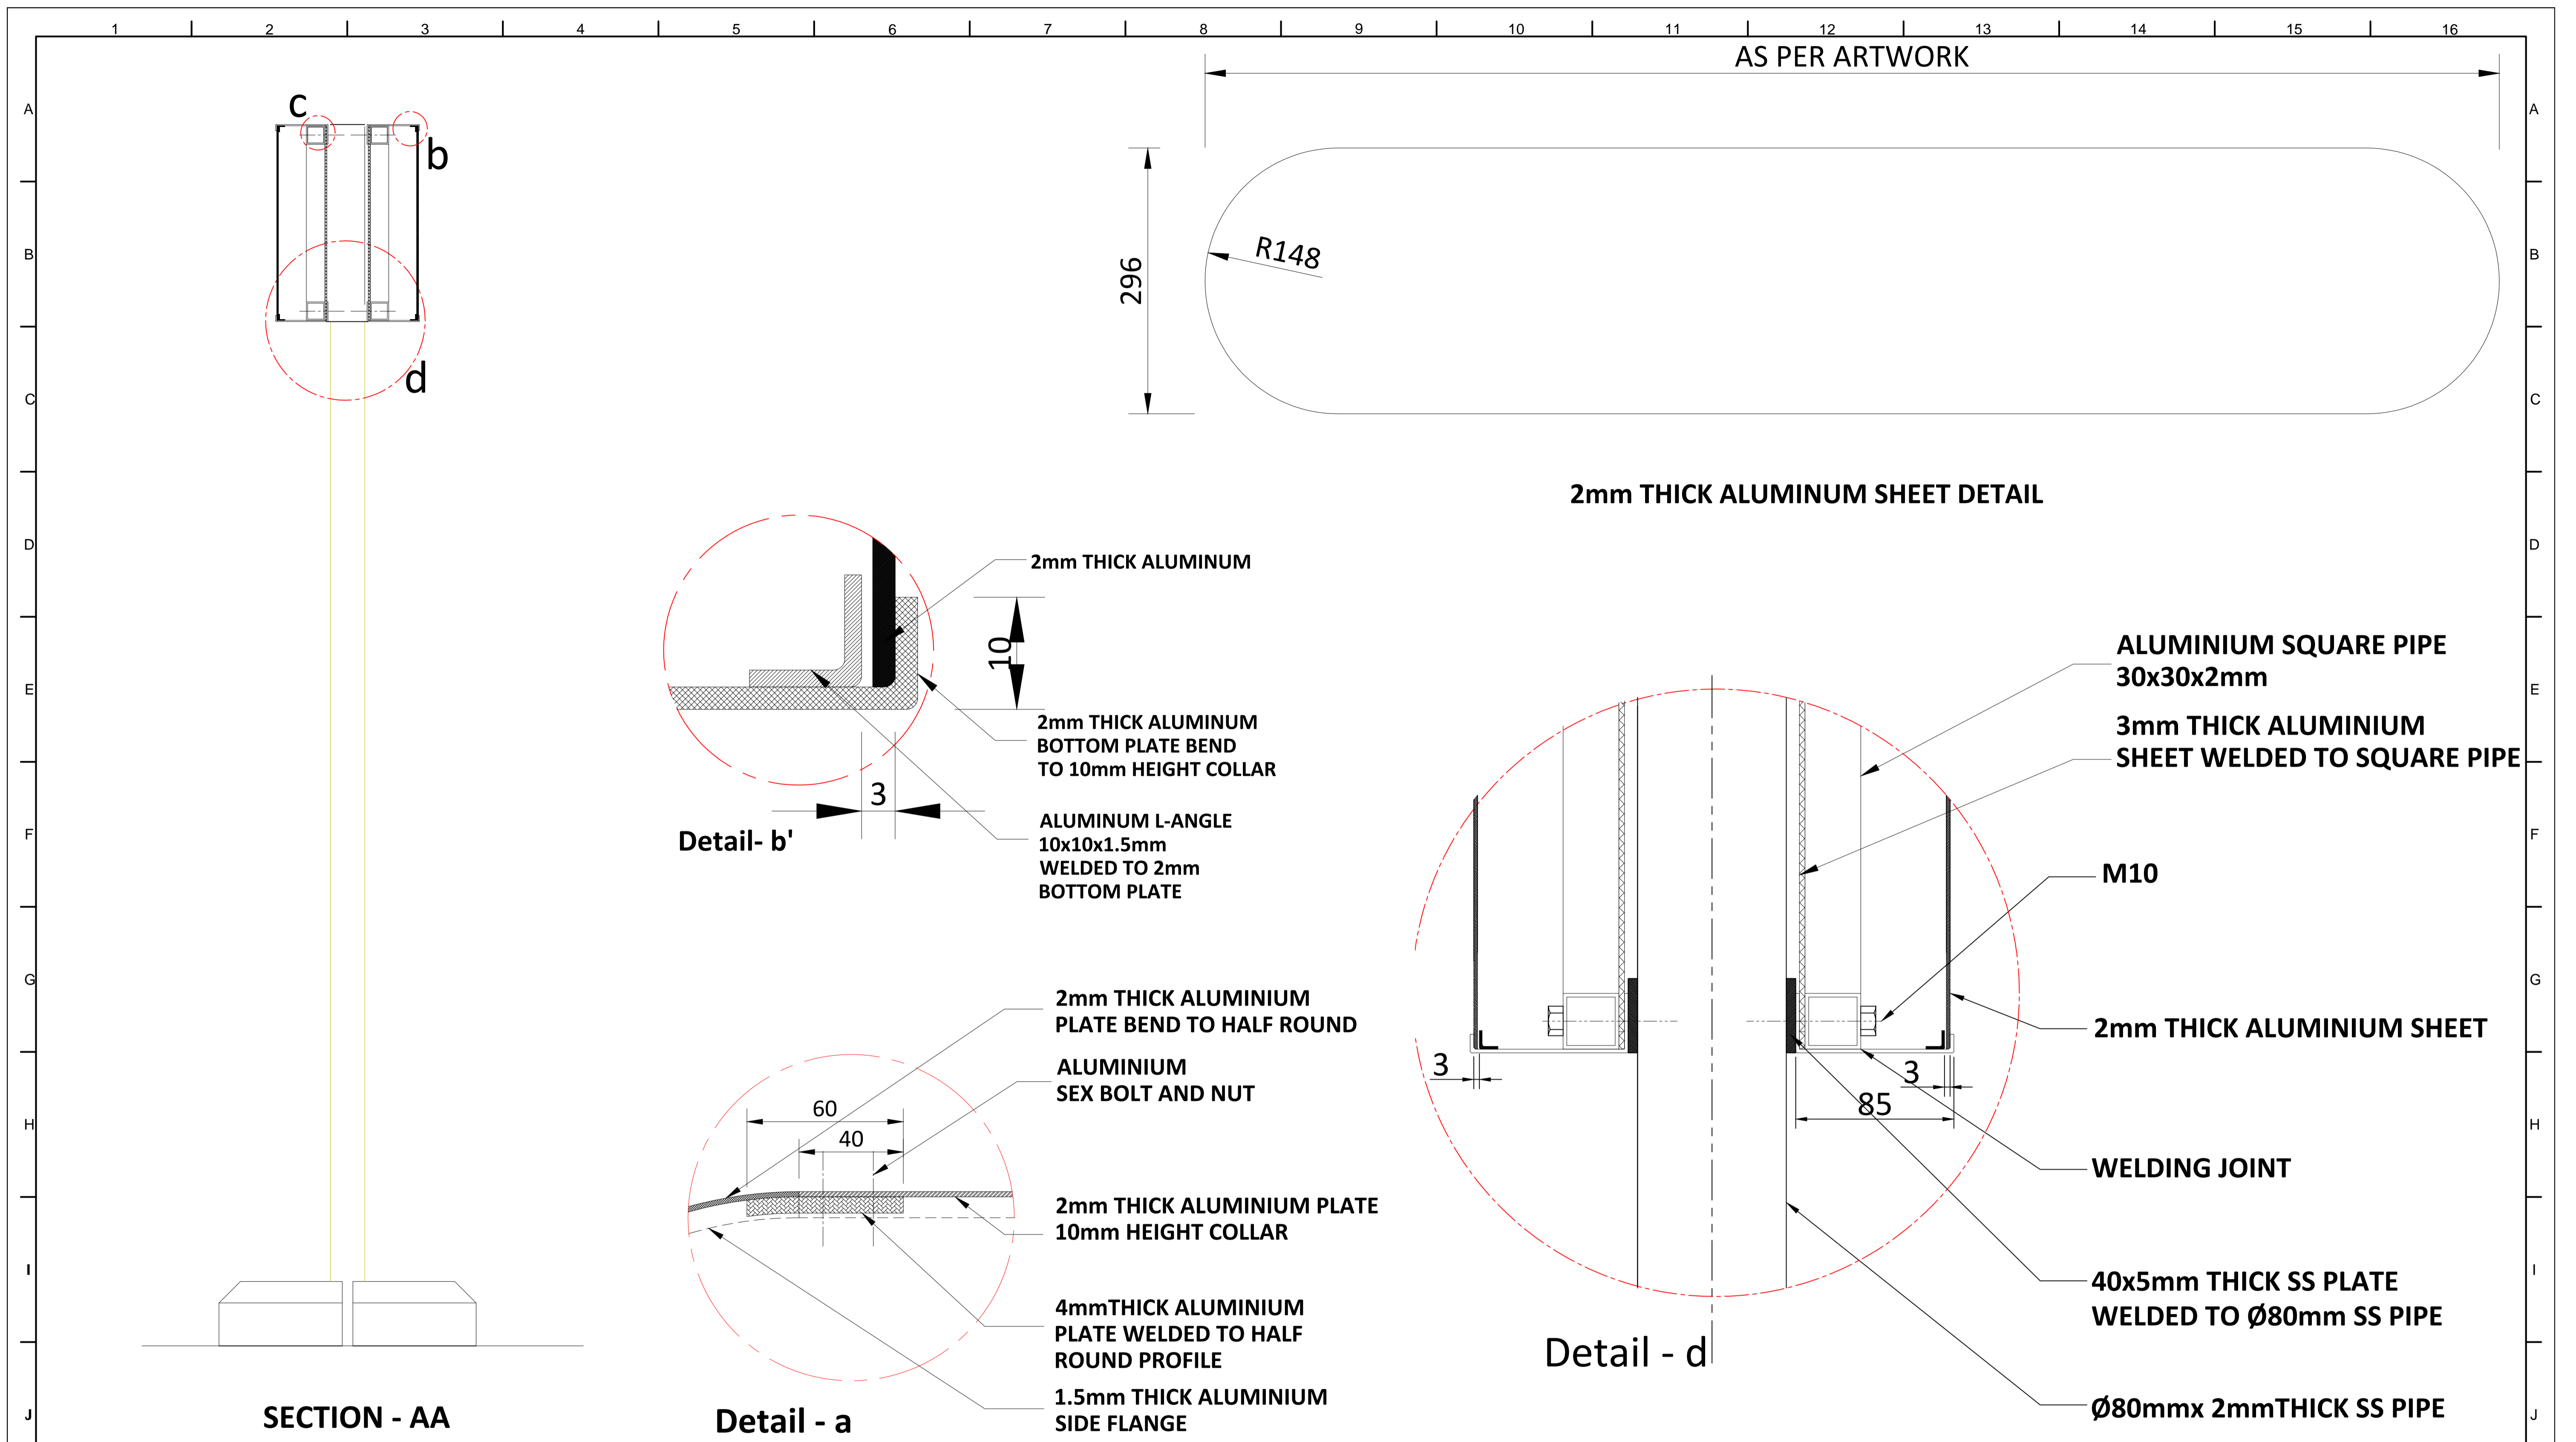 1 2 3 4 5 6 7 8 9 10 11 12 13 14 15 16
AS PER ARTWORK
A
A
c
b
B
B
R148
296
d
C
C
2mm THICK ALUMINUM SHEET DETAIL
D
D
2mm THICK ALUMINUM
10
E
E
2mm THICK ALUMINUM
BOTTOM PLATE BEND
TO 10mm HEIGHT COLLAR
3
ALUMINUM L-ANGLE
10x10x1.5mm
WELDED TO 2mm
BOTTOM PLATE
Detail- b'
F
F
ALUMINIUM SQUARE PIPE
30x30x2mm
3mm THICK ALUMINIUM
SHEET WELDED TO SQUARE PIPE
M10
G
G
2mm THICK ALUMINIUM SHEET
3
3
85
WELDING JOINT
40x5mm THICK SS PLATE
WELDED TO Ø80mm SS PIPE
Ø80mmx 2mmTHICK SS PIPE
Detail - d
2mm THICK ALUMINIUM
PLATE BEND TO HALF ROUND
ALUMINIUM
SEX BOLT AND NUT
60
40
H
H
2mm THICK ALUMINIUM PLATE
10mm HEIGHT COLLAR
I
I
4mmTHICK ALUMINIUM
PLATE WELDED TO HALF
ROUND PROFILE
1.5mm THICK ALUMINIUM
SIDE FLANGE
Detail - a
SECTION - AA
J
J